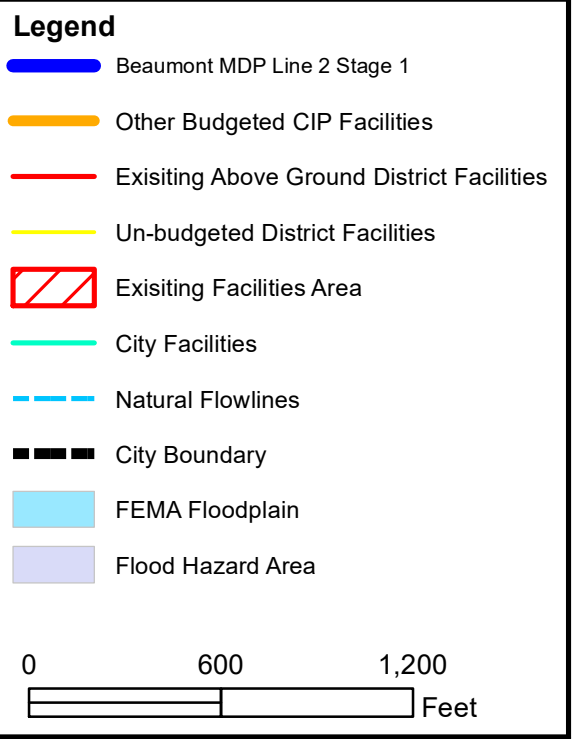 Legend
Beaumont MDP Line 2 Stage 1
Other Budgeted CIP Facilities
Exisiting Above Ground District Facilities
Un-budgeted District Facilities
Exisiting Facilities Area
City Facilities
Natural Flowlines
City Boundary
FEMA Floodplain
Flood Hazard Area
0 600 1,200
Feet